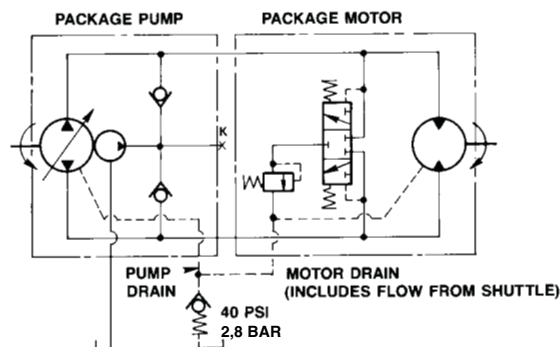 PACKAGE PUMP
PACKAGE MOTOR
K
PUMP
DRAIN
MOTOR DRAIN
(INCLUDES FLOW FROM SHUTTLE)
40 PSI
2,8 BAR